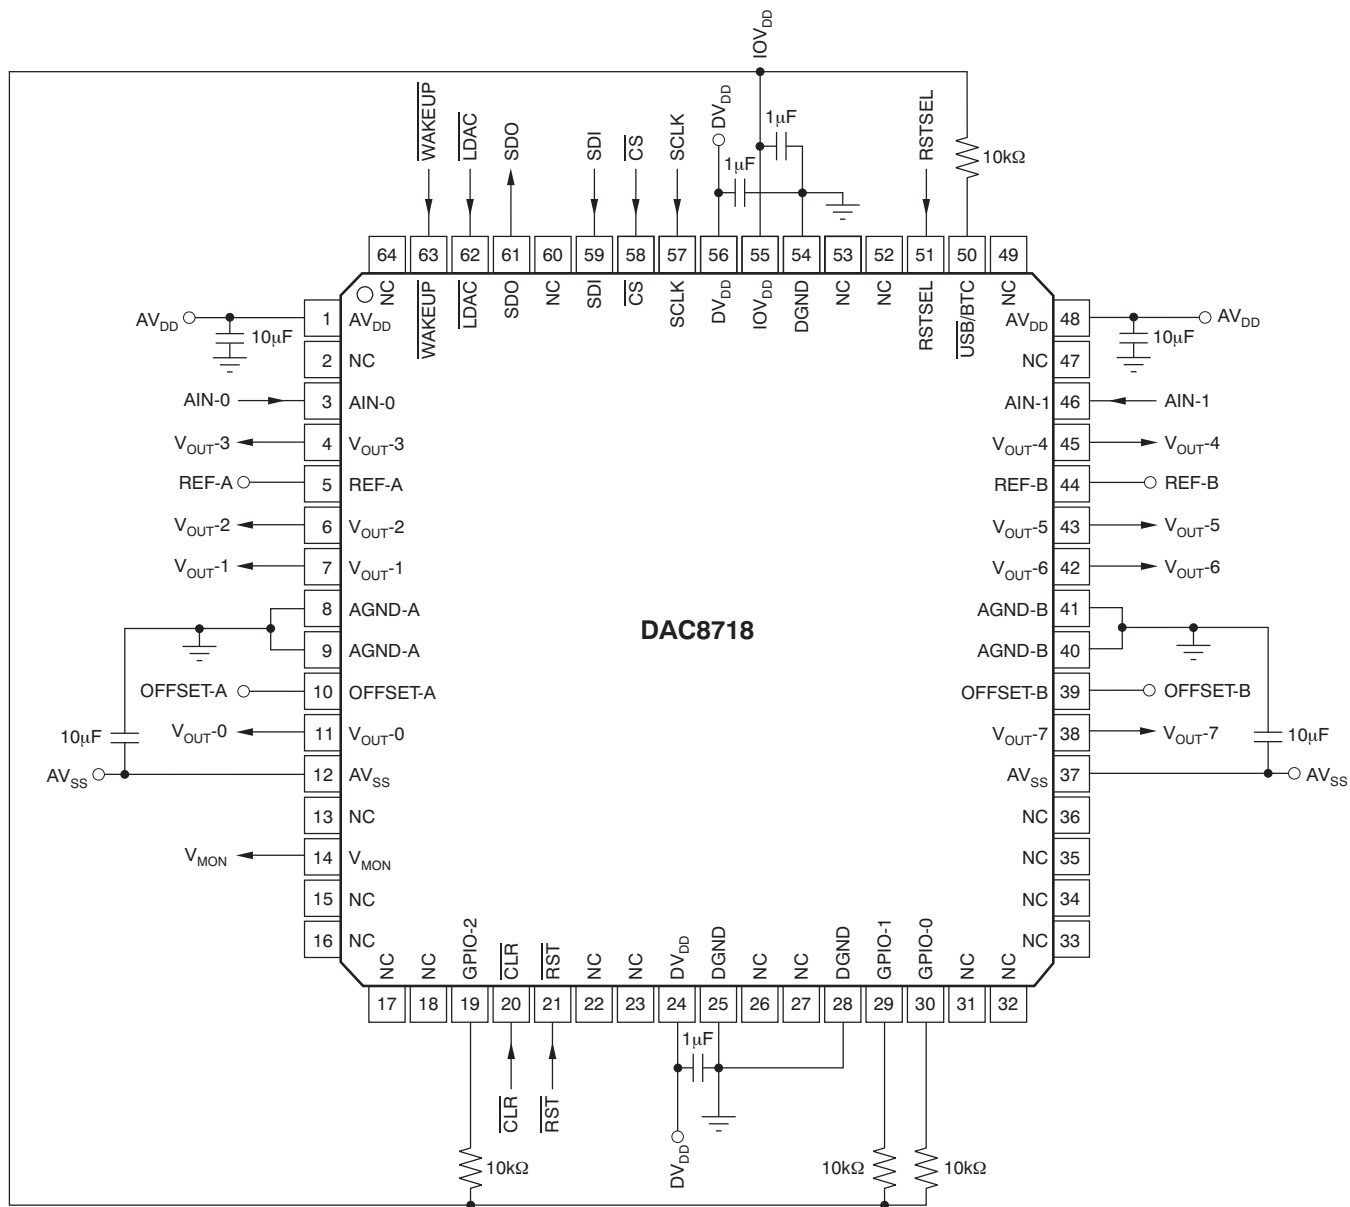 IOVDD
WAKEUP
LDAC
SDO
SDI
CS
SCLK
DVDD
1μF
1μF
RSTSEL
10kΩ
64 63 62 61 60 59 58 57 56 55 54 53 52 51 50 49
NC WAKEUP LDAC SDO NC SDI CS SCLK DVDD IOVDD DGND NC NC RSTSEL USB/BTC NC
AVDD 10μF 1 AVDD
2 NC
AIN-0 3 AIN-0
VOUT-3 4 VOUT-3
REF-A 5 REF-A
VOUT-2 6 VOUT-2
VOUT-1 7 VOUT-1
8 AGND-A
9 AGND-A
OFFSET-A 10 OFFSET-A
10μF VOUT-0 11 VOUT-0
AVSS 12 AVSS
13 NC
VMON 14 VMON
15 NC
16 NC
DAC8718
AVDD 48 10μF AVDD
NC 47
AIN-1 46 AIN-1
VOUT-4 45 VOUT-4
REF-B 44 REF-B
VOUT-5 43 VOUT-5
VOUT-6 42 VOUT-6
AGND-B 41
AGND-B 40
OFFSET-B 39 OFFSET-B
VOUT-7 38 VOUT-7 10μF
AVSS 37 AVSS
NC 36
NC 35
NC 34
NC 33
NC NC GPIO-2 CLR RST NC NC DVDD DGND NC NC DGND GPIO-1 GPIO-0 NC NC
17 18 19 20 21 22 23 24 25 26 27 28 29 30 31 32
1μF
CLR
RST
DVDD
10kΩ
10kΩ
10kΩ